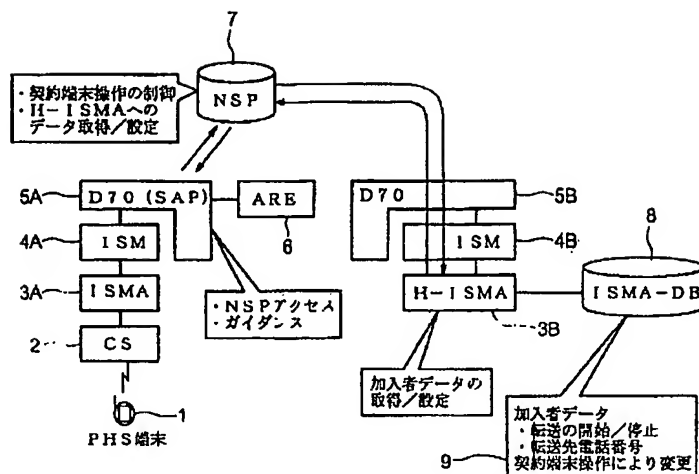 7
・契約端末操作の制御
・H-ISMAへの
データ取得/設定
NSP
5A
D70(SAP)
ARE
6
D70
5B
4A
ISM
ISM
4B
8
3A
ISMA
・NSPアクセス
・ガイダンス
H-ISMA
3B
ISMA-DB
2
CS
加入者データの
取得/設定
1
PHS端末
加入者データ
・転送の開始/停止
・転送先電話番号
契約端末操作により変更
9